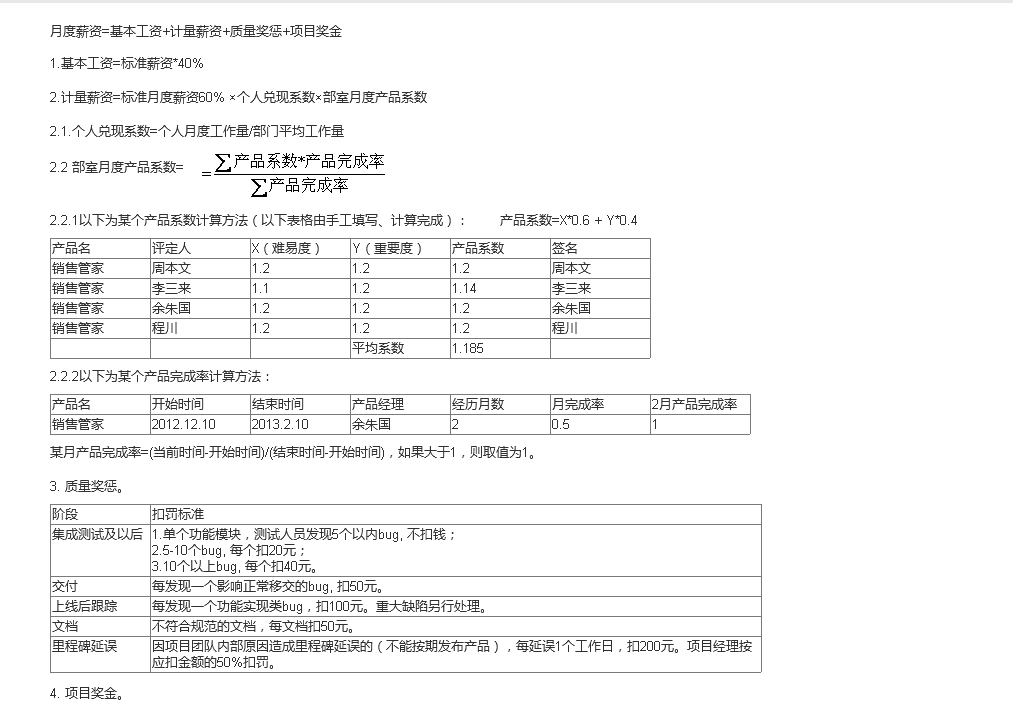 月度薪资=基本工资+计量薪资+质量奖惩+项目奖金
1.基本工资=标准薪资*40%
2.计量薪资=标准月度薪资60% ×个人兑现系数×部室月度产品系数
2.1.个人兑现系数=个人月度工作量/部门平均工作量
2.2 部室月度产品系数= =∑产品系数*产品完成率
∑产品完成率
2.2.1以下为某个产品系数计算方法（以下表格由手工填写、计算完成）： 产品系数=X*0.6 + Y*0.4
产品名 评定人 X（难易度） Y（重要度） 产品系数 签名
销售管家 周本文 1.2 1.2 1.2 周本文
销售管家 李三来 1.1 1.2 1.14 李三来
销售管家 余朱国 1.2 1.2 1.2 余朱国
销售管家 程川 1.2 1.2 1.2 程川
平均系数 1.185
2.2.2以下为某个产品完成率计算方法：
产品名 开始时间 结束时间 产品经理 经历月数 月完成率 2月产品完成率
销售管家 2012.12.10 2013.2.10 余朱国 2 0.5 1
某月产品完成率=(当前时间-开始时间)/(结束时间-开始时间)，如果大于1，则取值为1。
3. 质量奖惩。
阶段 扣罚标准
集成测试及以后 1.单个功能模块，测试人员发现5个以内bug, 不扣钱；
2.5-10个bug, 每个扣20元；
3.10个以上bug, 每个扣40元。
交付 每发现一个影响正常移交的bug, 扣50元。
上线后跟踪 每发现一个功能实现类bug，扣100元。重大缺陷另行处理。
文档 不符合规范的文档，每文档扣50元。
里程碑延误 因项目团队内部原因造成里程碑延误的（不能按期发布产品），每延误1个工作日，扣200元。项目经理按
应扣金额的50%扣罚。
4. 项目奖金。